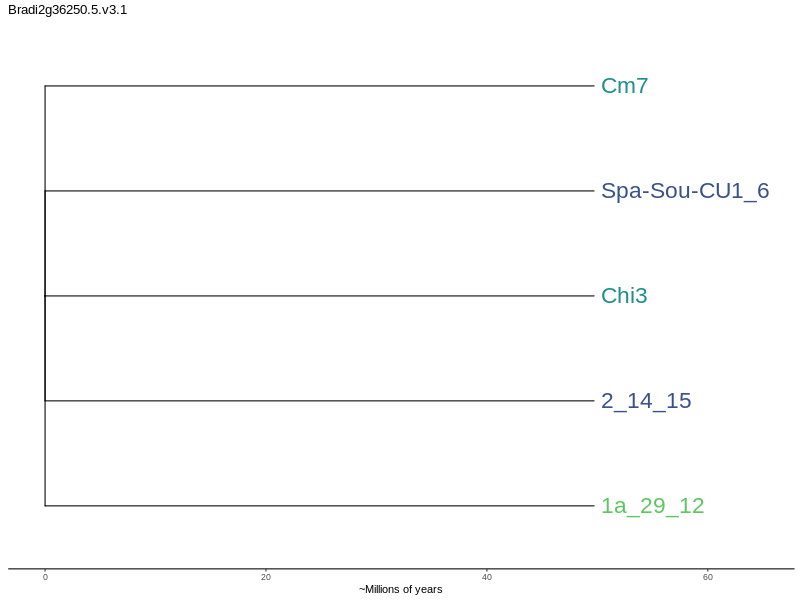 Bradi2g36250.5.v3.1
Cm7
Spa-Sou-CU1_6
Chi3
2_14_15
1a_29_12
0 20 40 60
~Millions of years